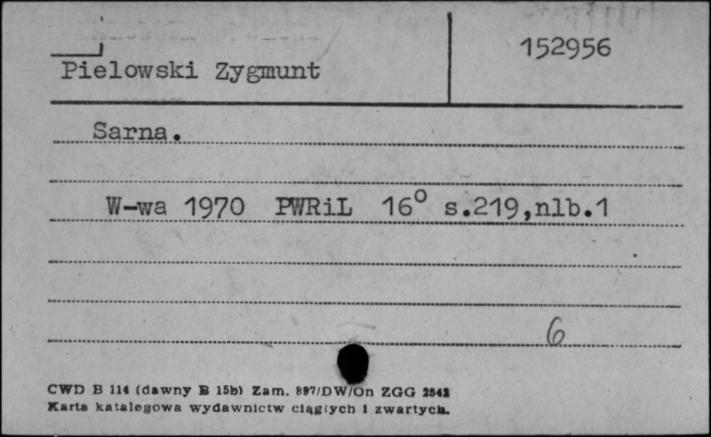 152956
Pielowski Zygmunt
Sarna.
W-wa 1970 PWRiL 16° s.219,nlb.1
6
CWD B 114 (dawny B 15b) Zam. 897/DW/On ZGG 2542
Karta katalogowa wydawnictw ciągłych i zwartych.